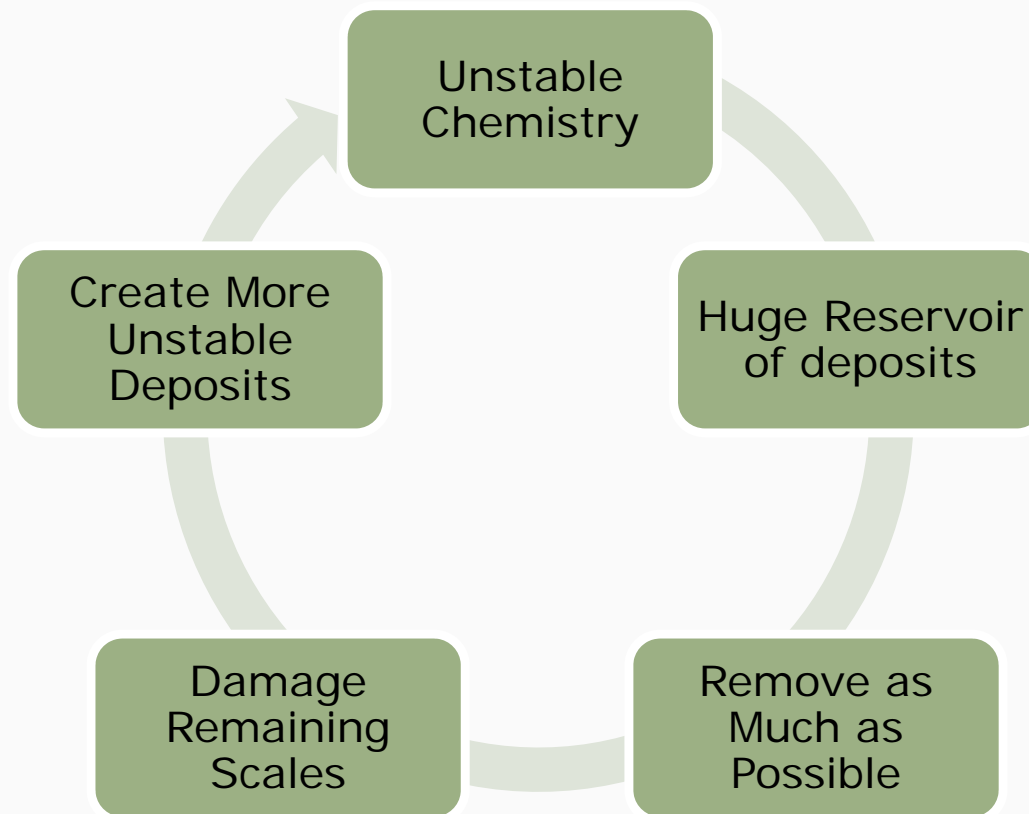 Unstable
Chemistry
Huge Reservoir
of deposits
Remove as
Much as
Possible
Damage
Remaining
Scales
Create More
Unstable
Deposits